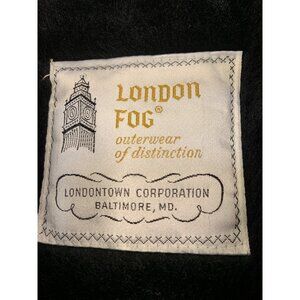 LONDON
FOG®
outerwear
of distinction
LONDONTOWN CORPORATION
BALTIMORE, MD.